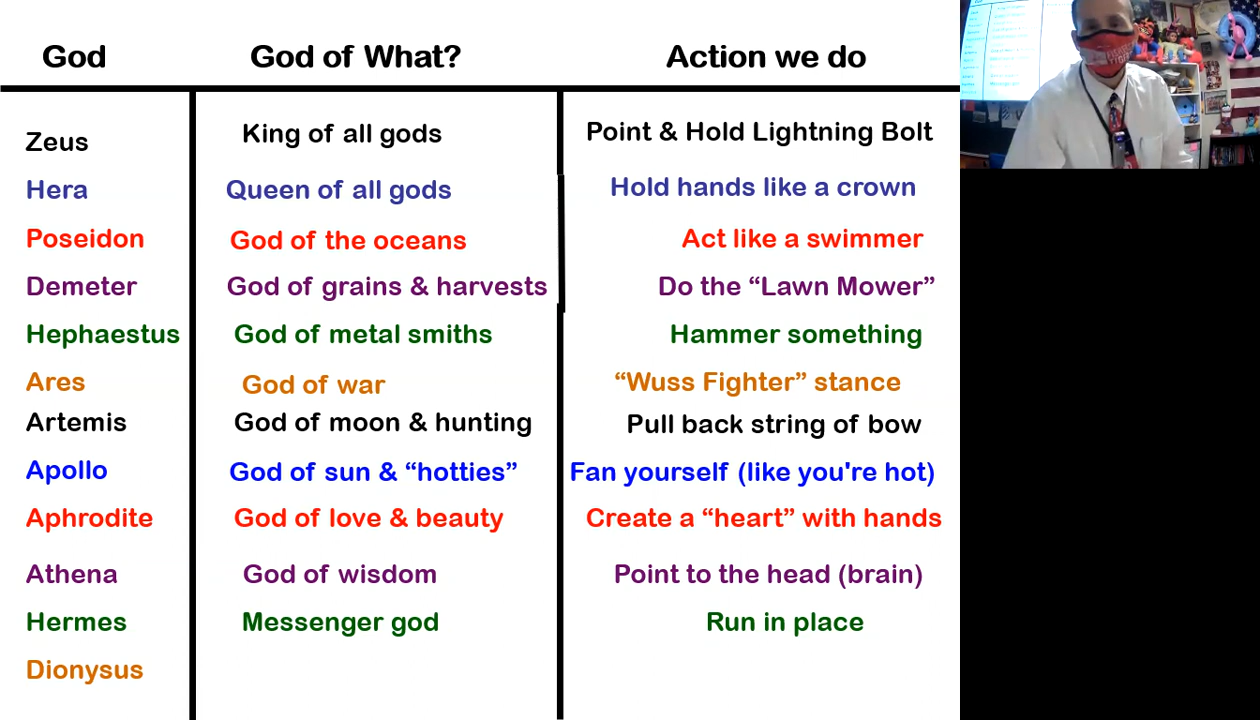 God God of What? Action we do
Zeus King of all gods Point & Hold Lightning Bolt
Hera Queen of all gods Hold hands like a crown
Poseidon God of the oceans Act like a swimmer
Demeter God of grains & harvests Do the “Lawn Mower”
Hephaestus God of metal smiths Hammer something
Ares God of war “Wuss Fighter” stance
Artemis God of moon & hunting Pull back string of bow
Apollo God of sun & “hotties” Fan yourself (like you're hot)
Aphrodite God of love & beauty Create a “heart” with hands
Athena God of wisdom Point to the head (brain)
Hermes Messenger god Run in place
Dionysus